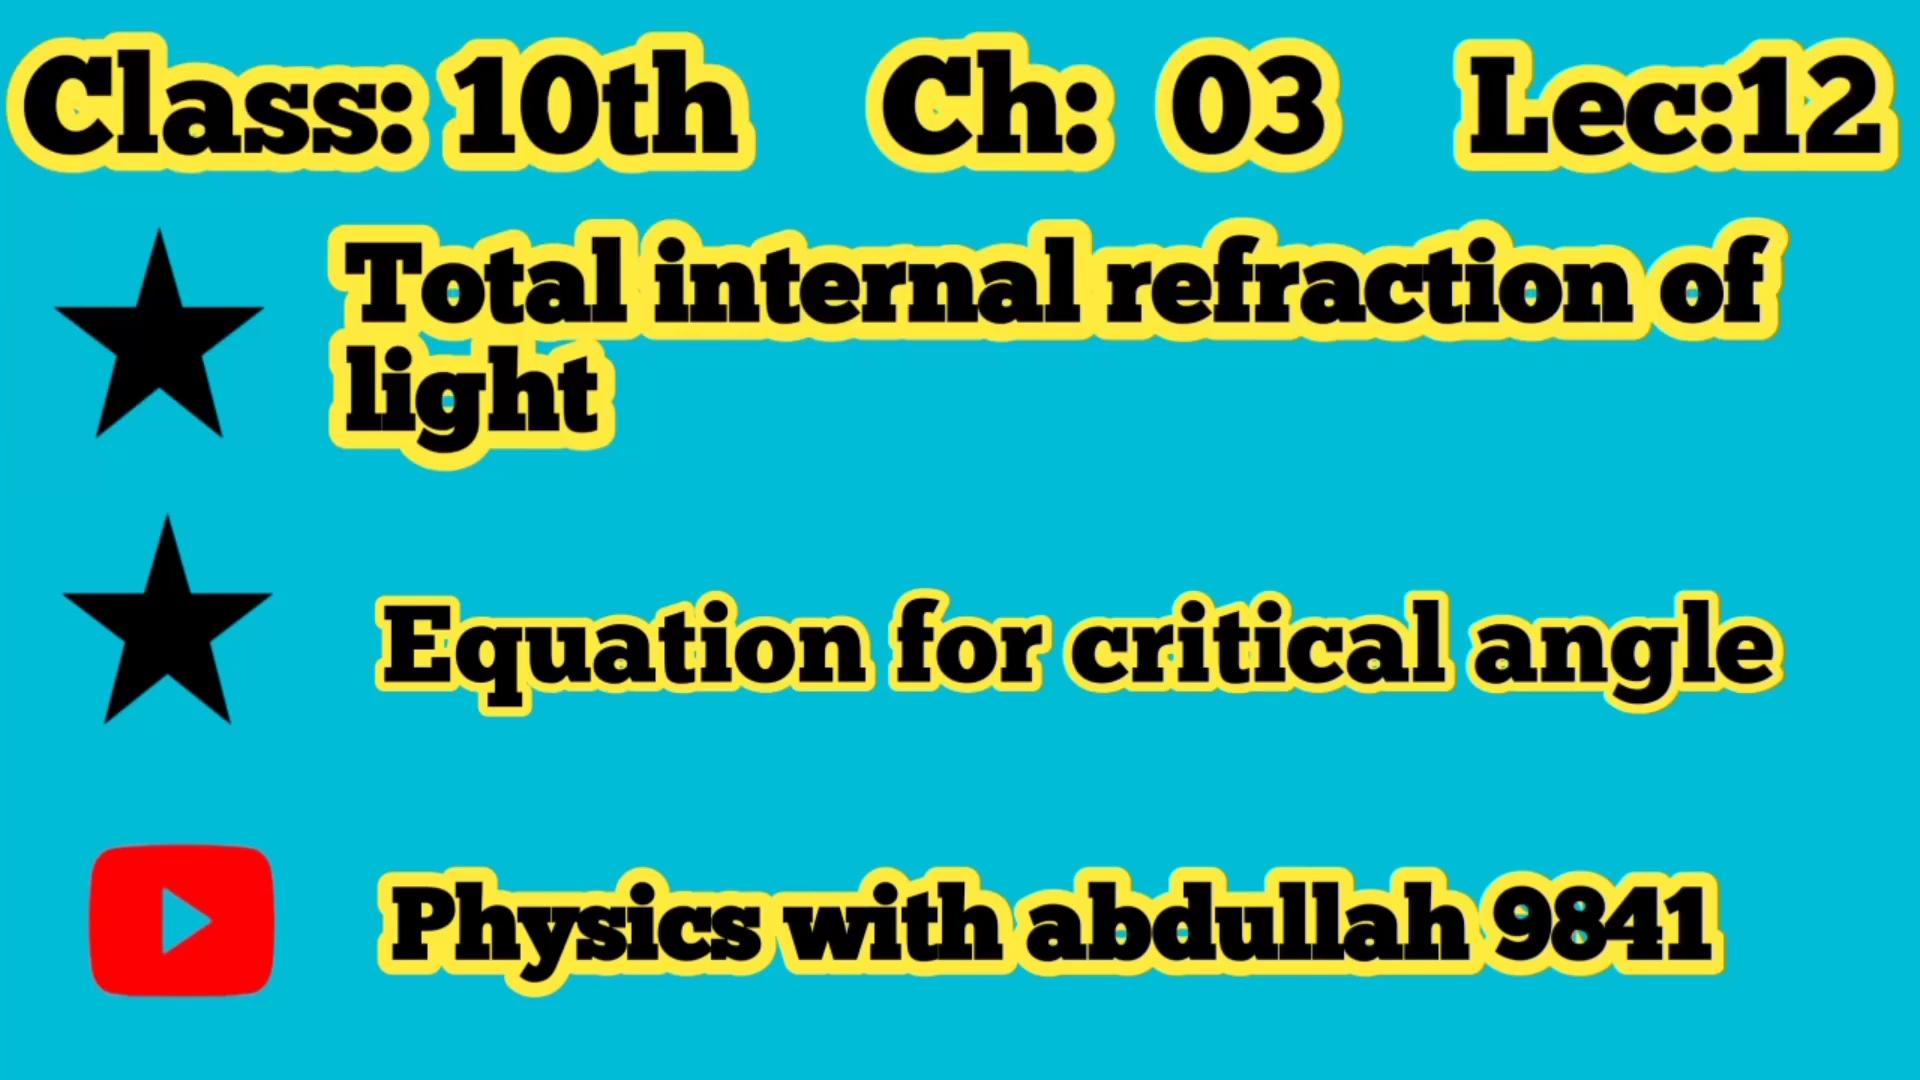 Class: 10th Ch: 03 Lec:12
Total internal refraction of
light
Equation for critical angle
Physics with abdullah 9841